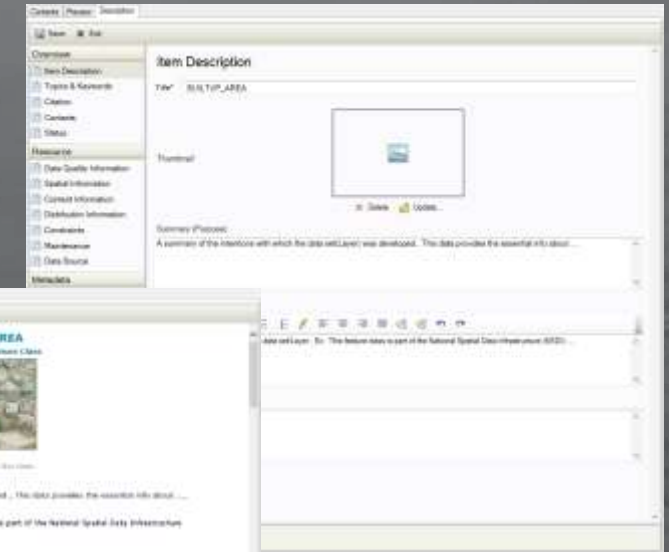 Contents Preview Description
Save Exit
Overview
Item Description
Topics & Keywords
Citation
Contacts
Status
Resource
Data Quality Information
Spatial Information
Content Information
Distribution Information
Constraints
Maintenance
Data Source
Metadata
Item Description
Title* BUILTUP_AREA
Thumbnail
Delete Update...
Summary (Purpose)
A summary of the intentions with which the data set(Layer) was developed. This data provides the essential info about ...
data set/Layer. Ex. This feature class is part of the National Spatial Data Infrastructure (NSDI) ...
REA
ture Class
. This data provides the essential info about ...
s part of the National Spatial Data Infrastructure